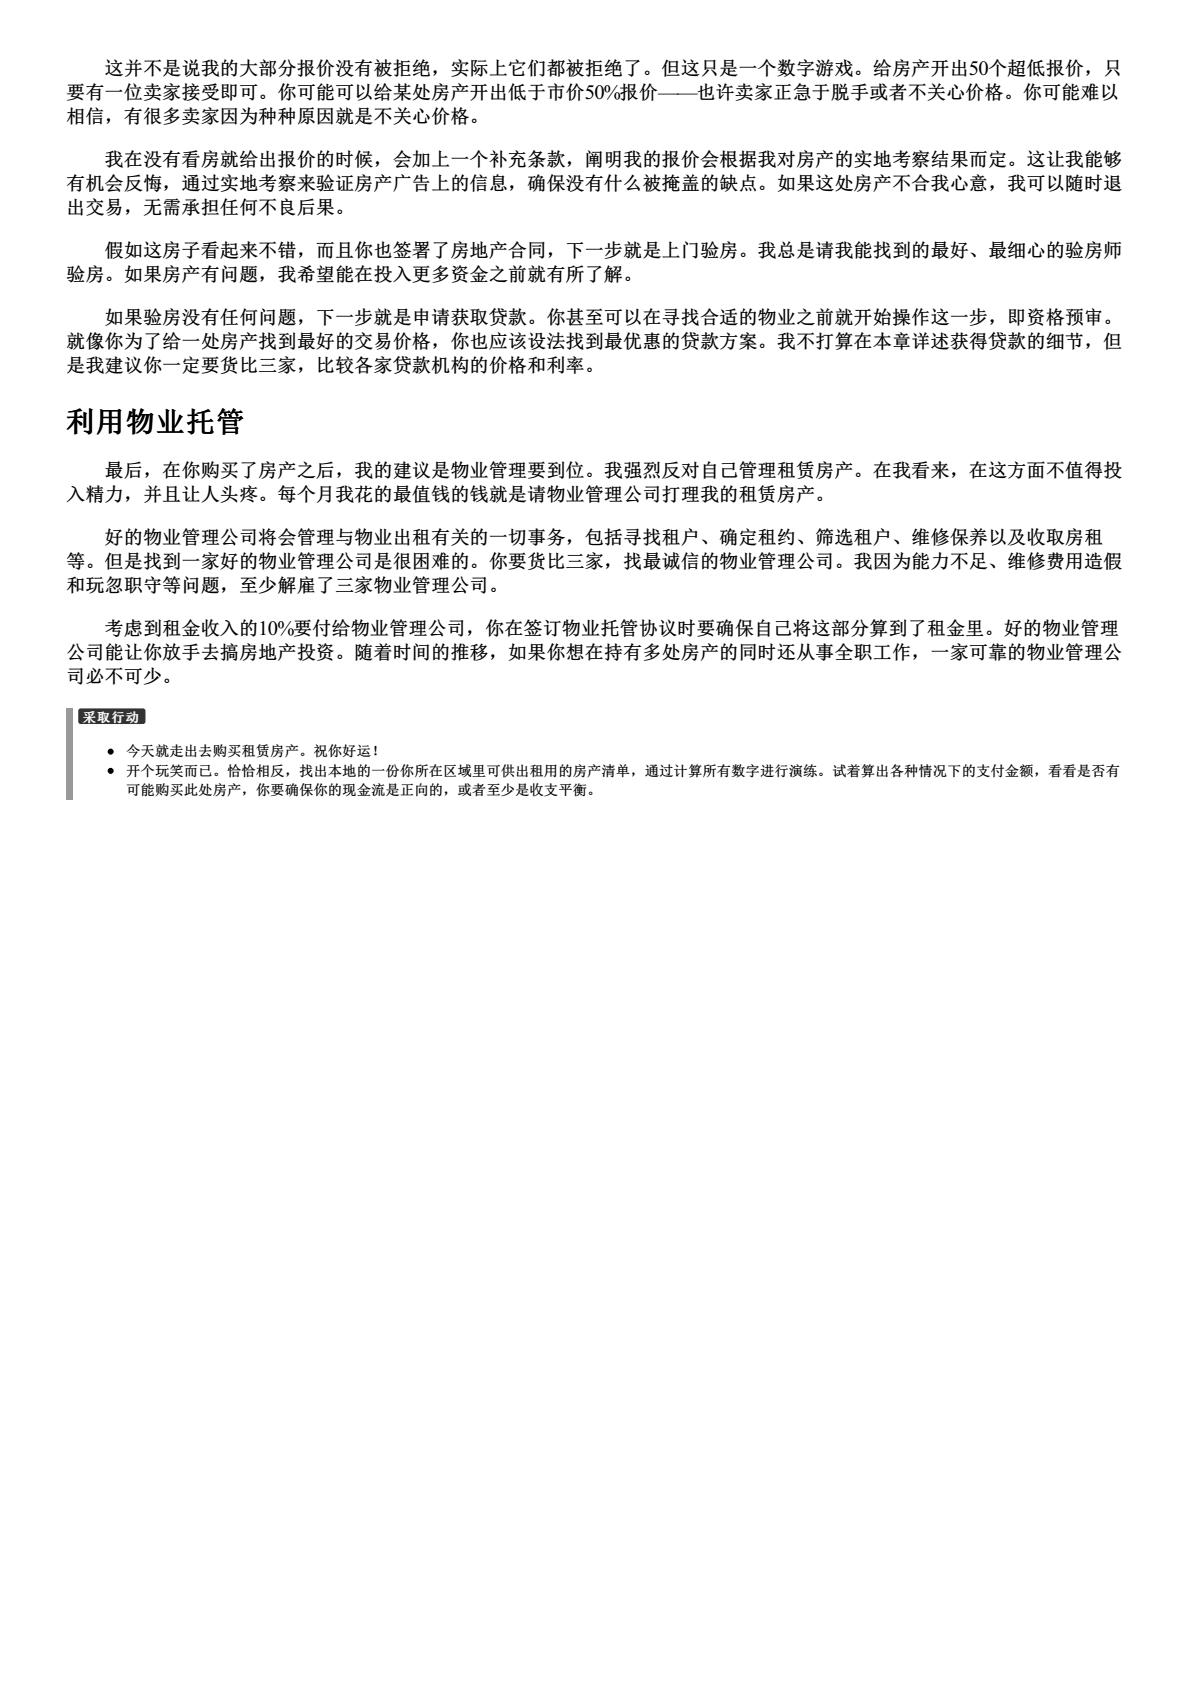 这并不是说我的大部分报价没有被拒绝，实际上它们都被拒绝了。但这只是一个数字游戏。给房产开出50个超低报价，只
要有一位卖家接受即可。你可能可以给某处房产开出低于市价50%报价——也许卖家正急于脱手或者不关心价格。你可能难以
相信，有很多卖家因为种种原因就是不关心价格。
我在没有看房就给出报价的时候，会加上一个补充条款，阐明我的报价会根据我对房产的实地考察结果而定。这让我能够
有机会反悔，通过实地考察来验证房产广告上的信息，确保没有什么被掩盖的缺点。如果这处房产不合我心意，我可以随时退
出交易，无需承担任何不良后果。
假如这房子看起来不错，而且你也签署了房地产合同，下一步就是上门验房。我总是请我能找到的最好、最细心的验房师
验房。如果房产有问题，我希望能在投入更多资金之前就有所了解。
如果验房没有任何问题，下一步就是申请获取贷款。你甚至可以在寻找合适的物业之前就开始操作这一步，即资格预审。
就像你为了给一处房产找到最好的交易价格，你也应该设法找到最优惠的贷款方案。我不打算在本章详述获得贷款的细节，但
是我建议你一定要货比三家，比较各家贷款机构的价格和利率。
利用物业托管
最后，在你购买了房产之后，我的建议是物业管理要到位。我强烈反对自己管理租赁房产。在我看来，在这方面不值得投
入精力，并且让人头疼。每个月我花的最值钱的钱就是请物业管理公司打理我的租赁房产。
好的物业管理公司将会管理与物业出租有关的一切事务，包括寻找租户、确定租约、筛选租户、维修保养以及收取房租
等。但是找到一家好的物业管理公司是很困难的。你要货比三家，找最诚信的物业管理公司。我因为能力不足、维修费用造假
和玩忽职守等问题，至少解雇了三家物业管理公司。
考虑到租金收入的10%要付给物业管理公司，你在签订物业托管协议时要确保自己将这部分算到了租金里。好的物业管理
公司能让你放手去搞房地产投资。随着时间的推移，如果你想在持有多处房产的同时还从事全职工作，一家可靠的物业管理公
司必不可少。
采取行动
● 今天就走出去购买租赁房产。祝你好运！
● 开个玩笑而已。恰恰相反，找出本地的一份你所在区域里可供出租用的房产清单，通过计算所有数字进行演练。试着算出各种情况下的支付金额，看看是否有
可能购买此处房产，你要确保你的现金流是正向的，或者至少是收支平衡。